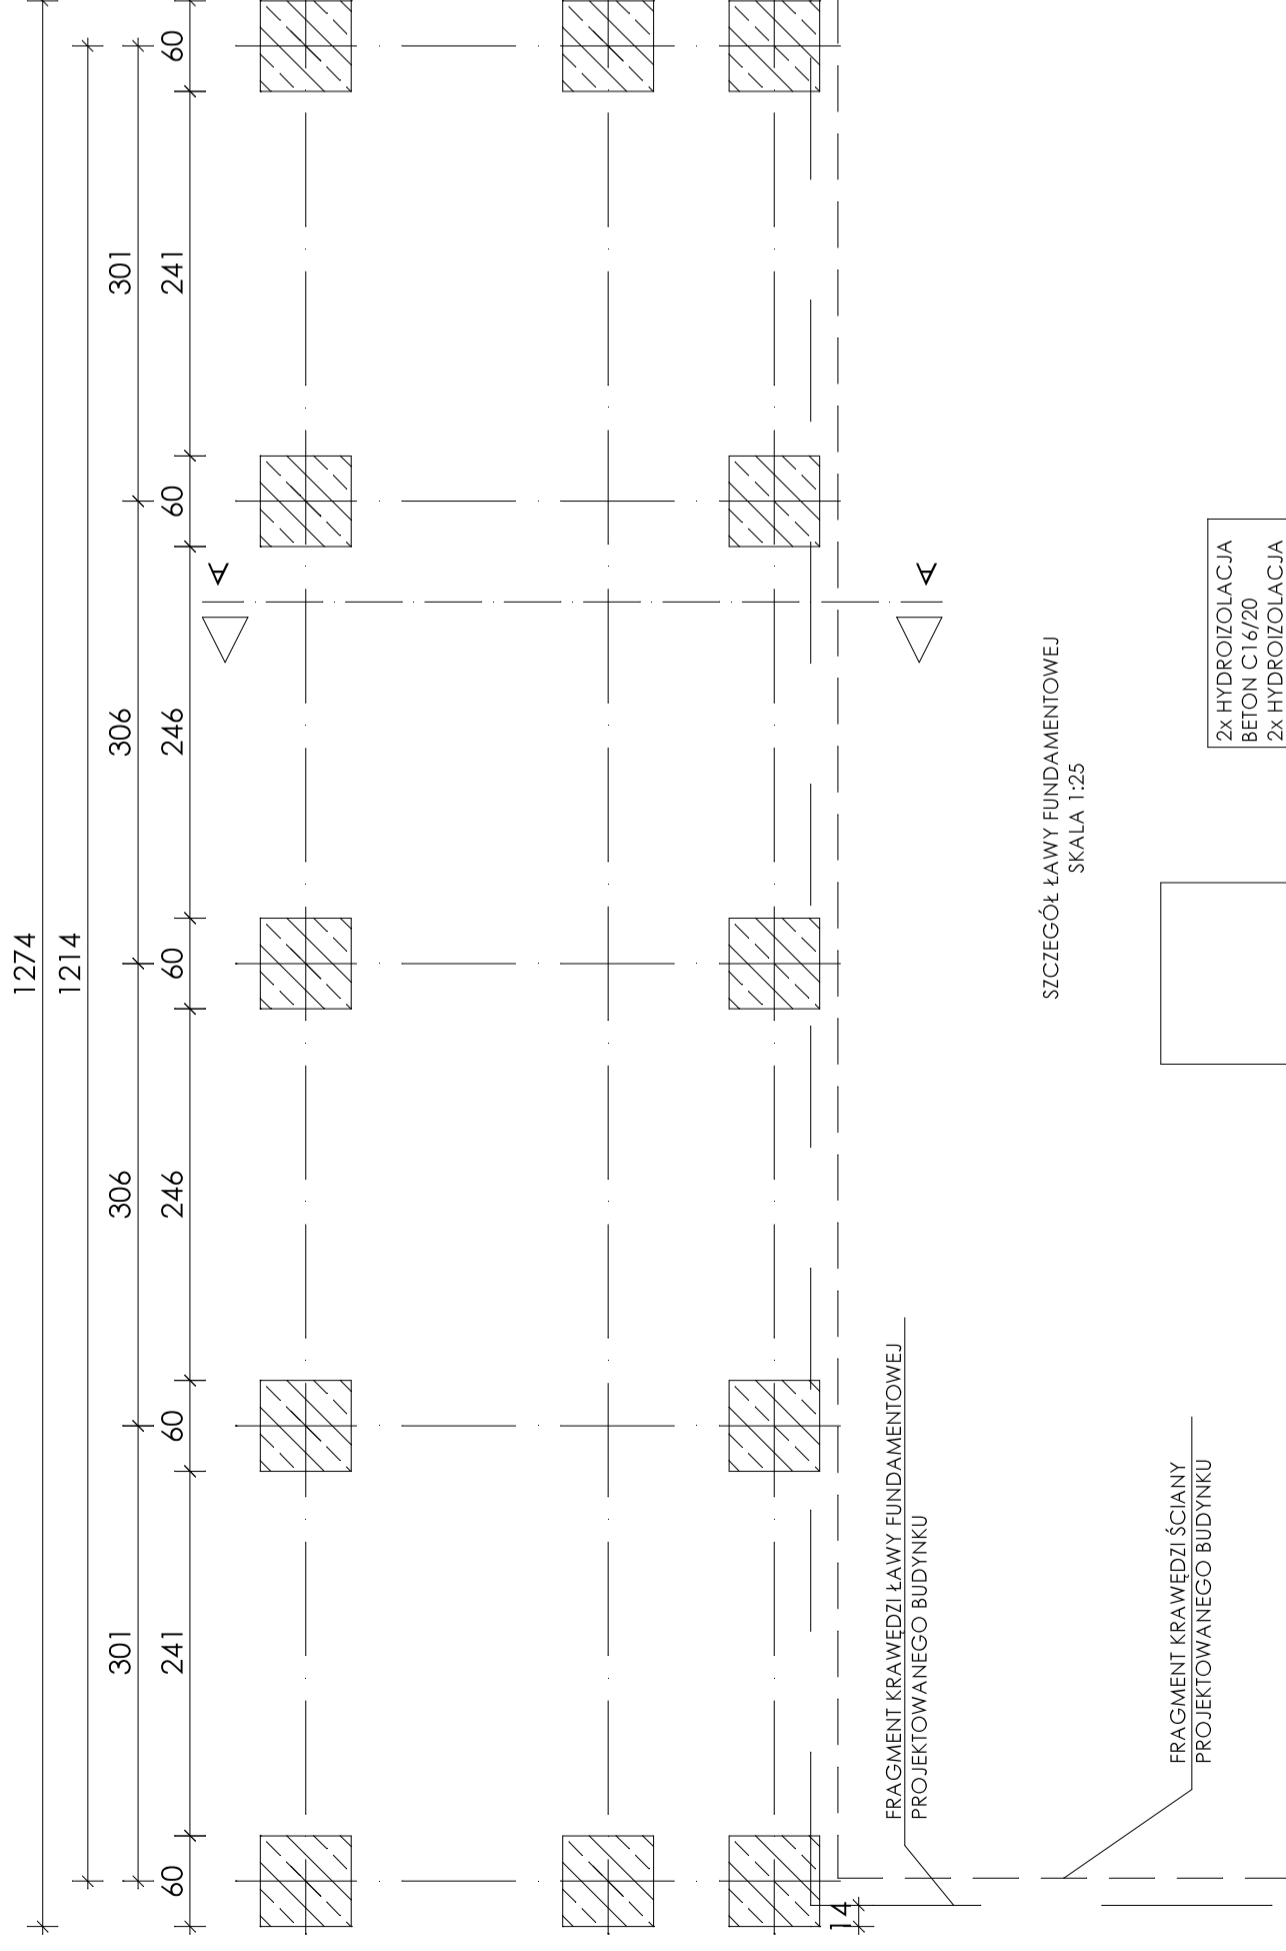 1274
1214
301 306 306 301
60 241 60 246 60 246 60 241 60
A
14
FRAGMENT KRAWĘDZI ŁAWY FUNDAMENTOWEJ
PROJEKTOWANEGO BUDYNKU
A
SZCZEGÓŁ ŁAWY FUNDAMENTOWEJ
SKALA 1:25
FRAGMENT KRAWĘDZI ŚCIANY
PROJEKTOWANEGO BUDYNKU
2x HYDROIZOLACJA
BETON C16/20
2x HYDROIZOLACJA